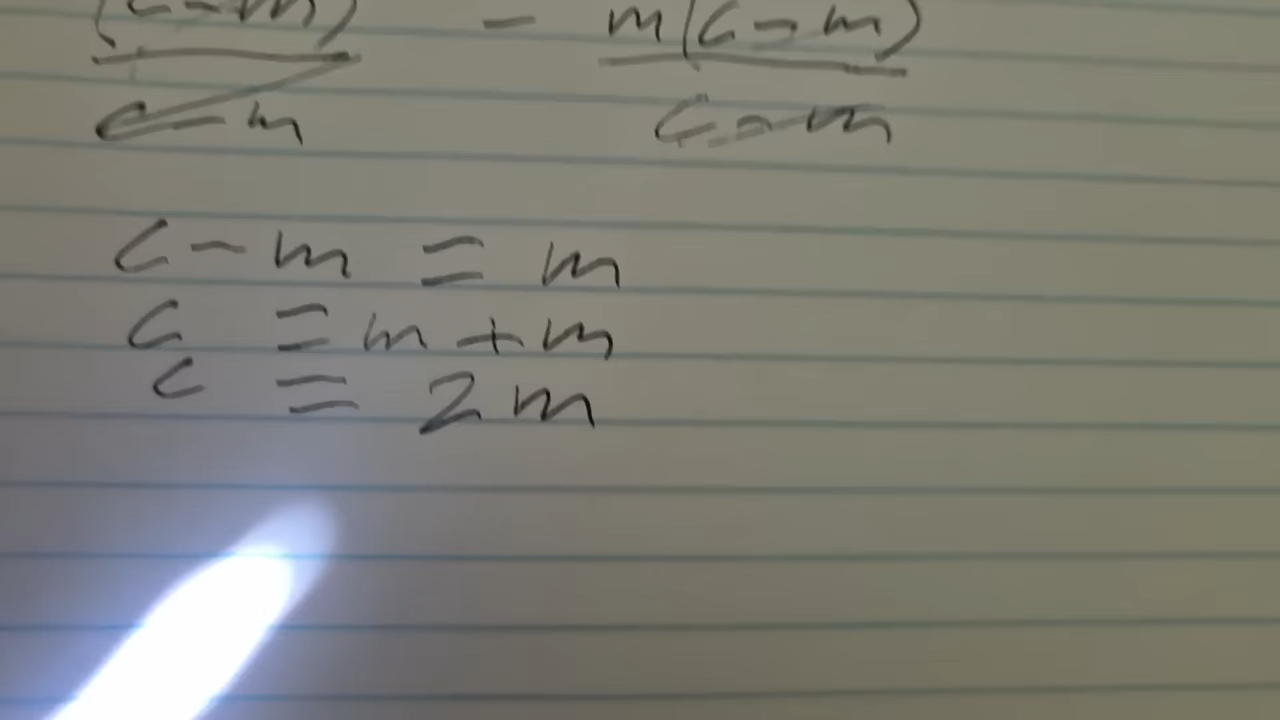 (c-m) - m(c-m)
c-m c-m
c-m = m
c = m+m
c = 2m